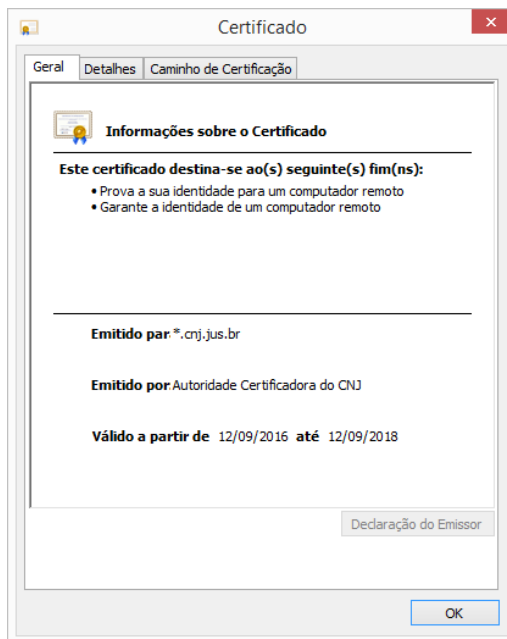 Certificado
Geral Detalhes Caminho de Certificação
Informações sobre o Certificado
Este certificado destina-se ao(s) seguinte(s) fim(ns):
• Prova a sua identidade para um computador remoto
• Garante a identidade de um computador remoto
Emitido par: *.cnj.jus.br
Emitido por Autoridade Certificadora do CNJ
Válido a partir de 12/09/2016 até 12/09/2018
Declaração do Emissor
OK